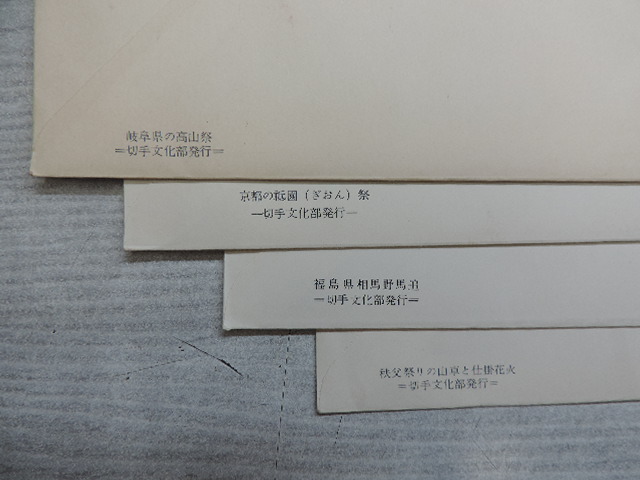 岐阜県の高山祭
=切手文化部発行=
京都の祗園（ぎおん）祭
―切手文化部発行―
福島県相馬野馬追
=切手文化部発行=
秩父祭りの山車と仕掛花火
=切手文化部発行=